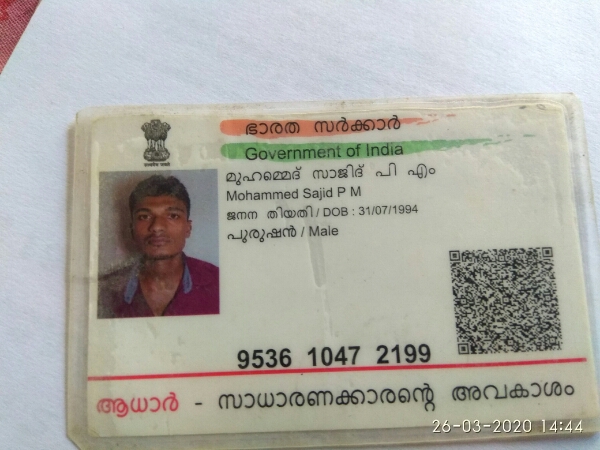 ഭാരത സർക്കാർ
Government of India
മുഹമ്മെദ് സാജിദ് പി എം
Mohammed Sajid P M
ജനന തിയതി / DOB : 31/07/1994
പുരുഷൻ / Male
9536 1047 2199
ആധാർ - സാധാരണക്കാരന്റെ അവകാശം
26-03-2020 14:44